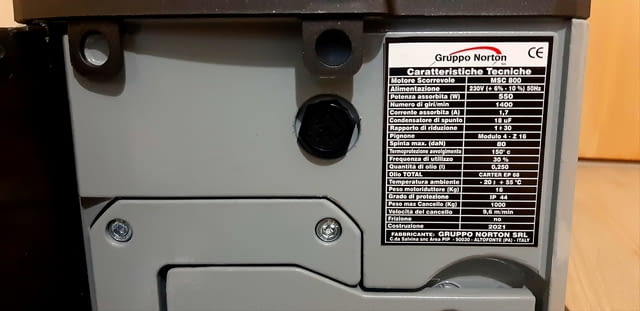 Gruppo Norton CE
Caratteristiche Tecniche
Motore Scorrevole MSC 800
Alimentazione 230V (+ 6% - 10 %) 50Hz
Potenza assorbita (W) 550
Numero di giri/min 1400
Corrente assorbita (A) 1,7
Condensatore di spunto 18 uF
Rapporto di riduzione 1÷30
Pignone Modulo 4 - Z 16
Spinta max. (daN) 80
Termoprotezione avvolgimento 150° c
Frequenza di utilizzo 30 %
Quantità di olio (l) 0,250
Olio TOTAL CARTER EP 68
Temperatura ambiente - 20 ÷ + 55 °C
Peso motoriduttore (Kg) 16
Grado di protezione IP 44
Peso max Cancello (Kg) 1000
Velocità del cancello 9,6 m/min
Frizione no
Costruzione 2021
FABBRICANTE: GRUPPO NORTON SRL
C.da Salvina snc Area PIP - 90030 - ALTOFONTE (PA) - ITALY